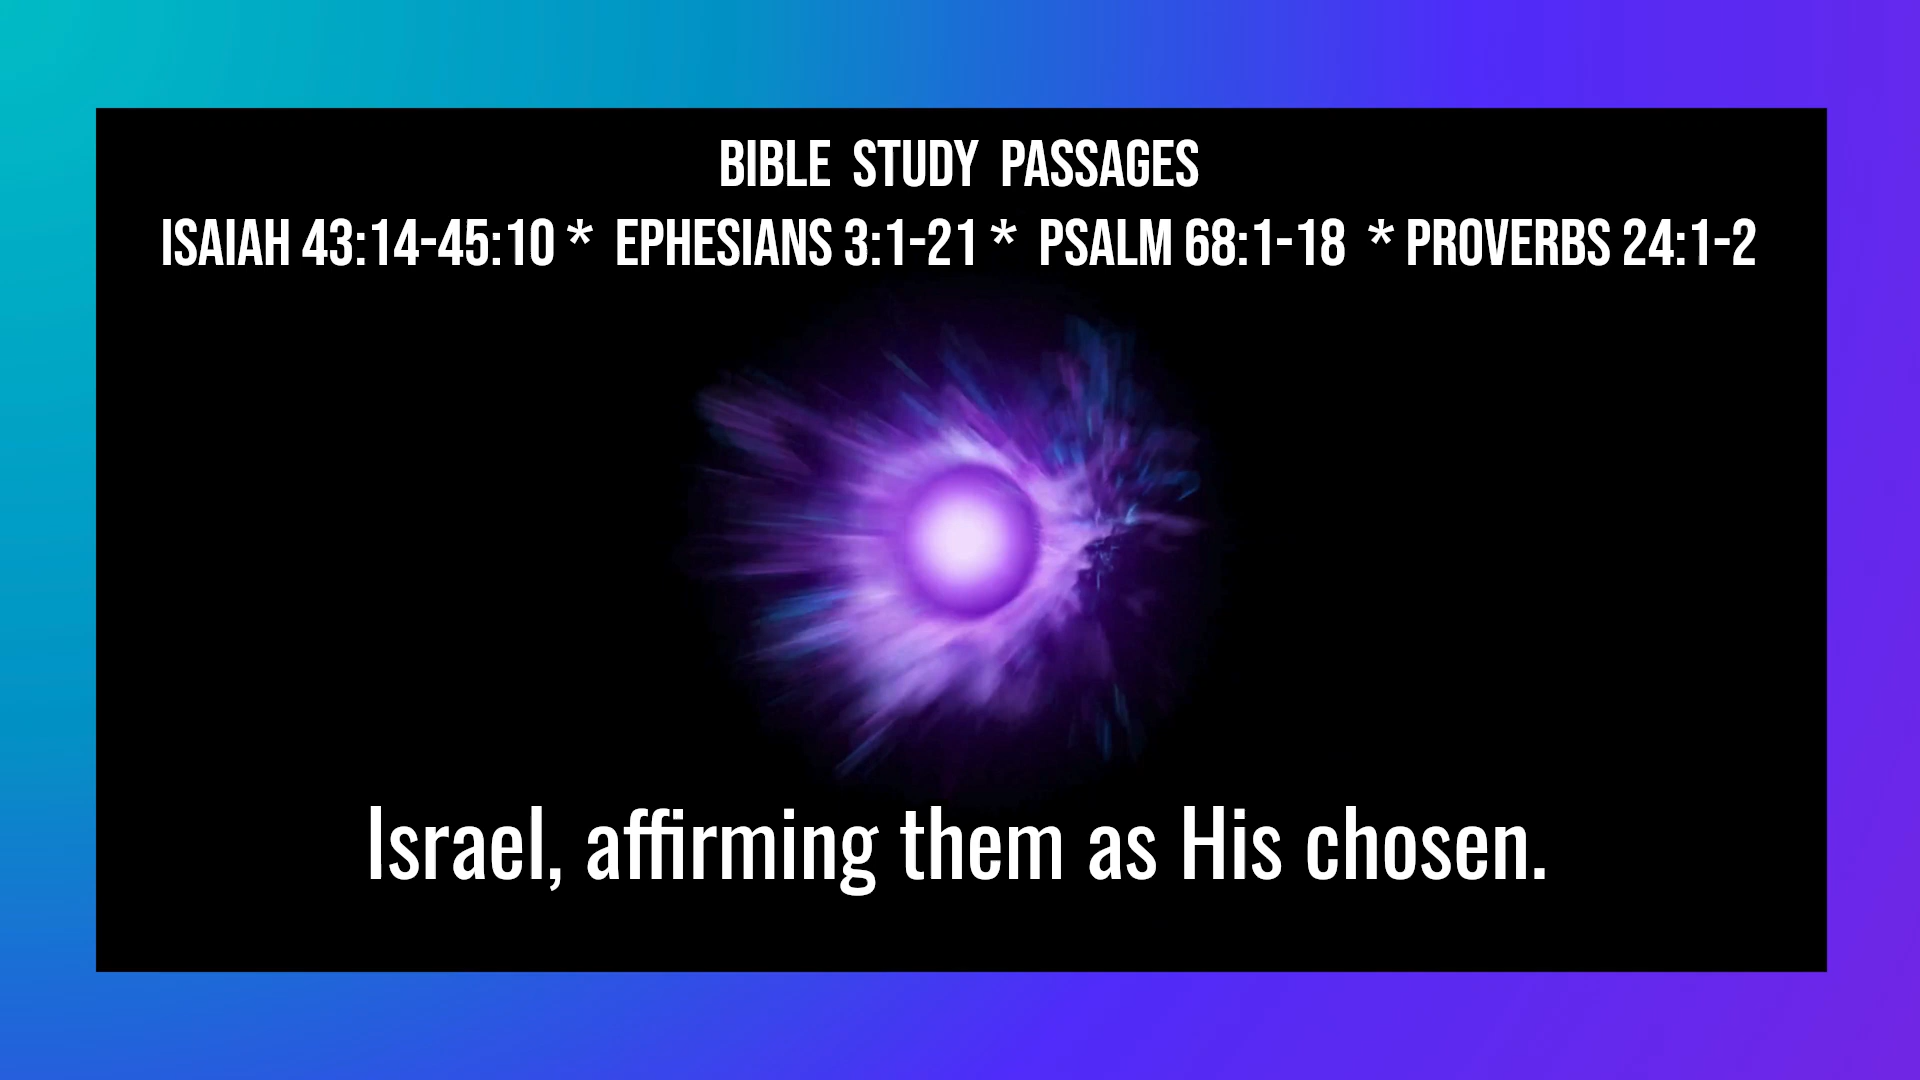 BIBLE STUDY PASSAGES
ISAIAH 43:14-45:10 * EPHESIANS 3:1-21 * PSALM 68:1-18 * PROVERBS 24:1-2
Israel, affirming them as His chosen.